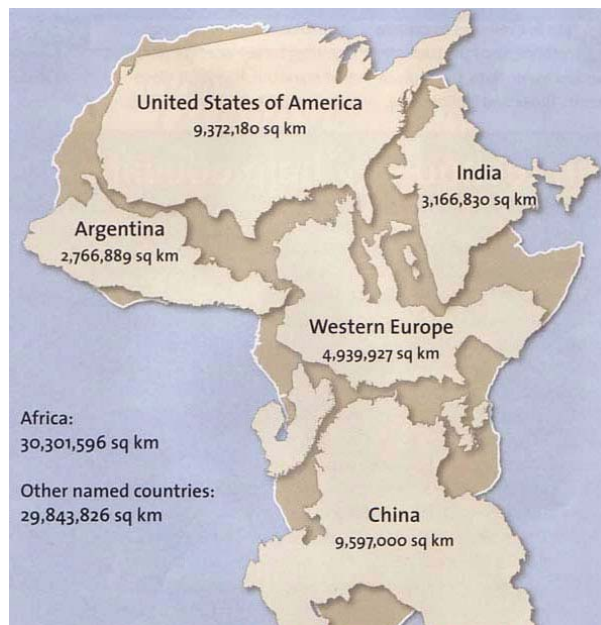 United States of America
9,372,180 sq km
India
3,166,830 sq km
Argentina
2,766,889 sq km
Western Europe
4,939,927 sq km
Africa:
30,301,596 sq km
Other named countries:
29,843,826 sq km
China
9,597,000 sq km